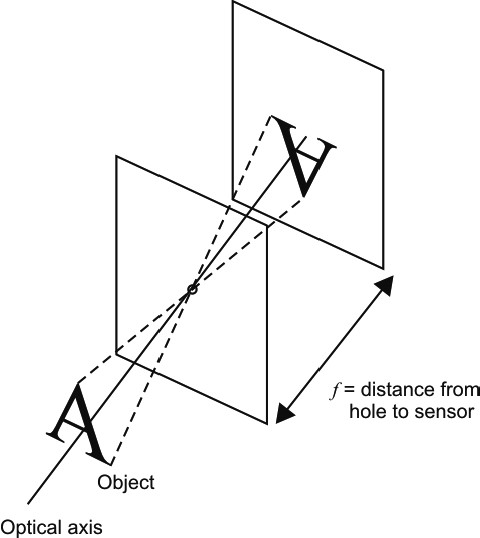 A
f = distance from
hole to sensor
A
Object
Optical axis